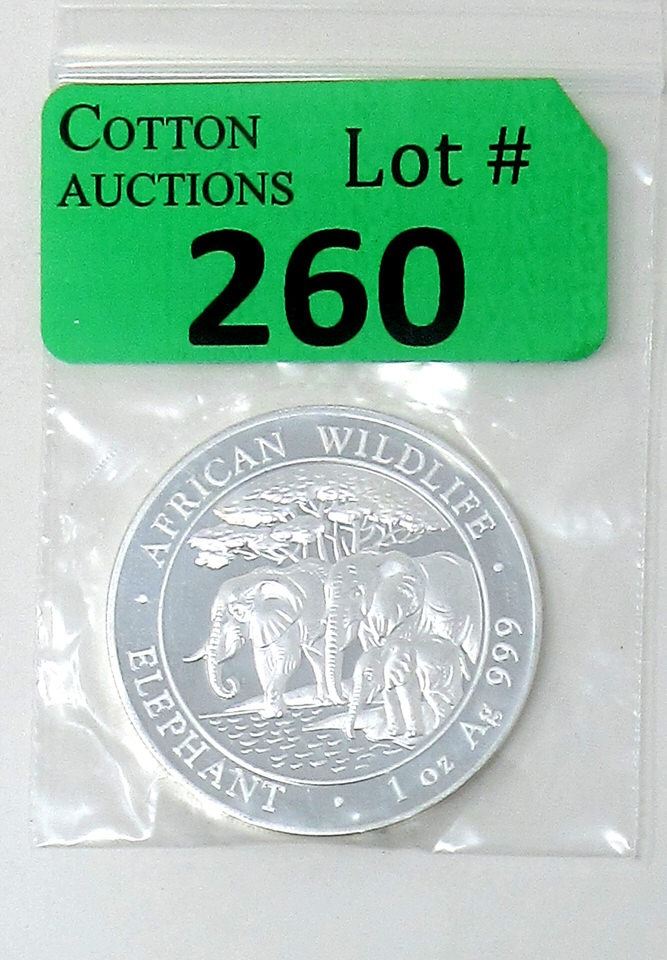 COTTON
AUCTIONS
Lot #
260
AFRICAN WILDLIFE
ELEPHANT
1 oz Ag 999